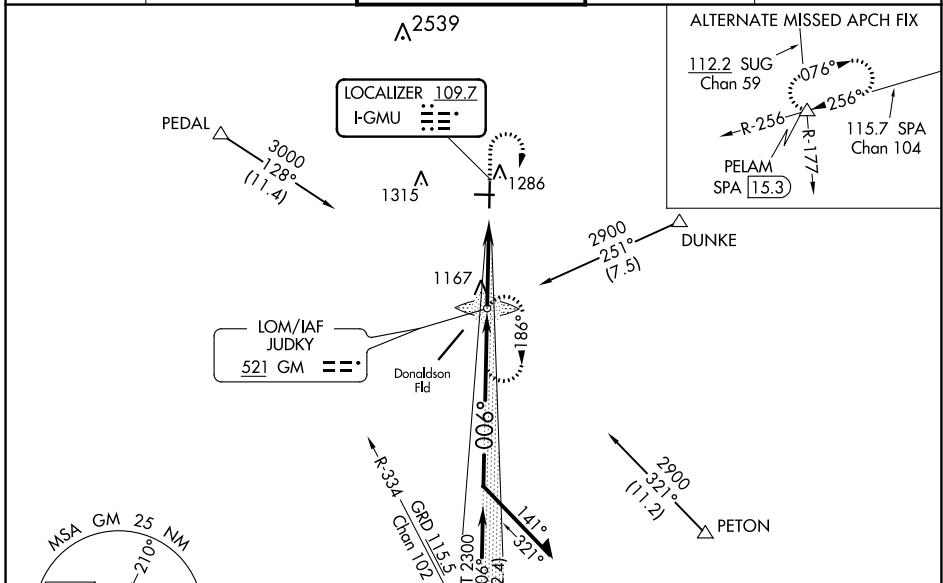 2539
ALTERNATE MISSED APCH FIX
112.2 SUG
Chan 59
076°
256°
R-256
R-177
115.7 SPA
Chan 104
PELAM
SPA 15.3
LOCALIZER 109.7
I-GMU
PEDAL
3000
128°
(11.4)
1315
1286
2900
251°
(7.5)
DUNKE
1167
LOM/IAF
JUDKY
521 GM
Donaldson
Fld
186°
006°
R-334
GRD 115.5
Chan 102
2900
321°
(11.2)
PETON
141°
321°
2300
MSA GM 25 NM
210°